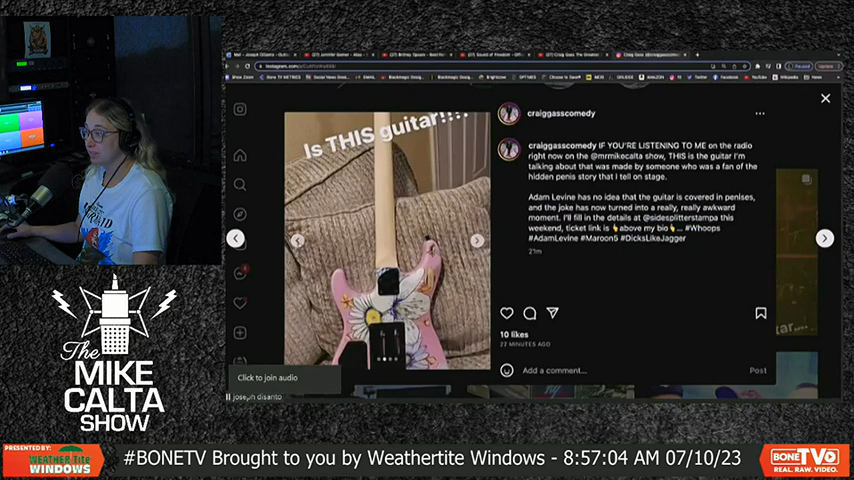 Is THIS guitar!!!!
craiggasscomedy
craiggasscomedy IF YOU'RE LISTENING TO ME on the radio
right now on the @mrmikecalta show, THIS is the guitar I'm
talking about that was made by someone who was a fan of the
hidden penis story that I tell on stage.
Adam Levine has no idea that the guitar is covered in penises,
and the joke has now turned into a really, really awkward
moment. I'll fill in the details at @sidesplitterstampa this
weekend, ticket link is 👆above my bio👆... #Whoops
#AdamLevine #Maroon5 #DicksLikeJagger
21m
10 likes
22 MINUTES AGO
Add a comment...
Post
Click to join audio
joseph disanto
The
MIKE
CALTA
SHOW
PRESENTED BY:
WEATHER TITE
WINDOWS
#BONETV Brought to you by Weathertite Windows - 8:57:04 AM 07/10/23
BONETV
REAL. RAW. VIDEO.